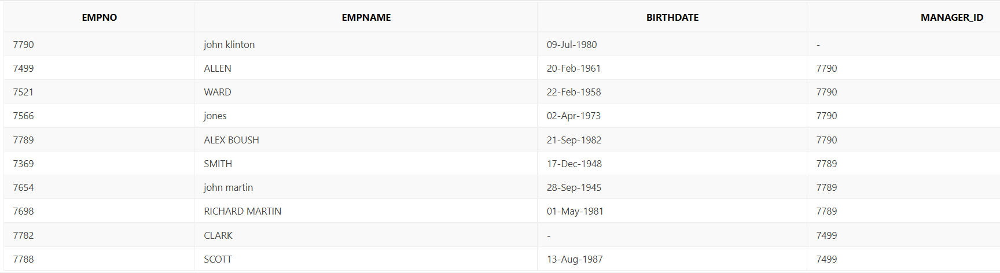 EMPNO EMPNAME BIRTHDATE MANAGER_ID
7790 john klinton 09-Jul-1980 -
7499 ALLEN 20-Feb-1961 7790
7521 WARD 22-Feb-1958 7790
7566 jones 02-Apr-1973 7790
7789 ALEX BOUSH 21-Sep-1982 7790
7369 SMITH 17-Dec-1948 7789
7654 john martin 28-Sep-1945 7789
7698 RICHARD MARTIN 01-May-1981 7789
7782 CLARK - 7499
7788 SCOTT 13-Aug-1987 7499